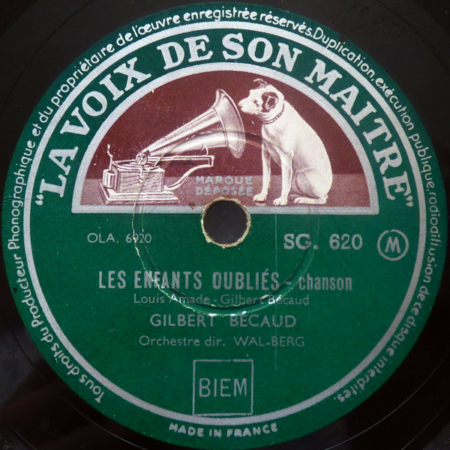 Tous droits du Producteur Phonographique et du propriétaire de l'œuvre enregistrée réservés. Duplication, exécution publique, radiodiffusion de ce disque interdites.
"LA VOIX DE SON MAITRE"
MARQUE
DÉPOSÉE
OLA. 6920
SG. 620 M
LES ENFANTS OUBLIÉS - chanson
Louis Amade - Gilbert Bécaud
GILBERT BÉCAUD
Orchestre dir. WAL-BERG
BIEM
MADE IN FRANCE